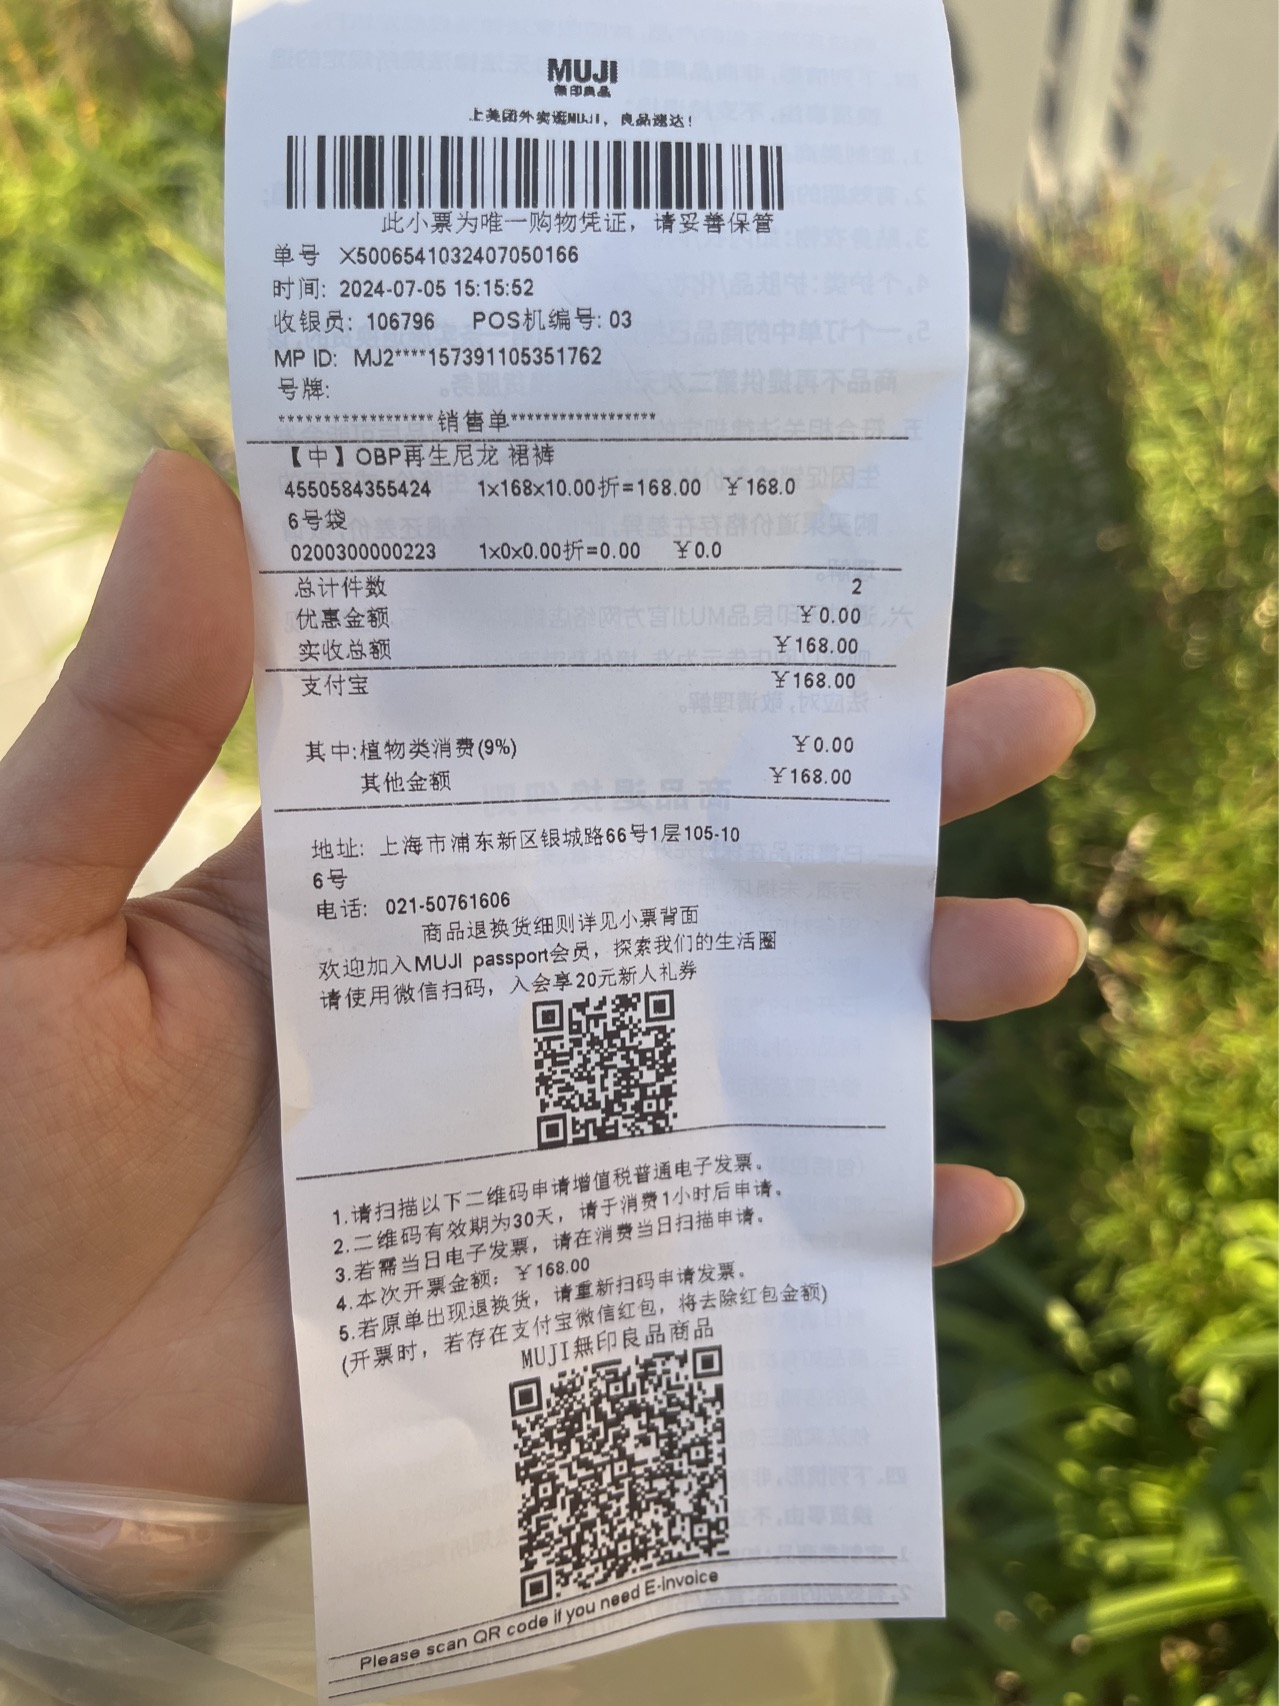 MUJI
無印良品
上美团外卖逛MUJI，良品速达！
此小票为唯一购物凭证，请妥善保管
单号 X5006541032407050166
时间: 2024-07-05 15:15:52
收银员: 106796 POS机编号: 03
MP ID: MJ2****157391105351762
号牌:
******************销售单******************
【中】OBP再生尼龙 裙裤
4550584355424 1x168x10.00折=168.00 ￥168.0
6号袋
0200300000223 1x0x0.00折=0.00 ￥0.0
总计件数 2
优惠金额 ￥0.00
实收总额 ￥168.00
支付宝 ￥168.00
其中:植物类消费(9%) ￥0.00
其他金额 ￥168.00
地址: 上海市浦东新区银城路66号1层105-10
6号
电话: 021-50761606
商品退换货细则详见小票背面
欢迎加入MUJI passport会员，探索我们的生活圈
请使用微信扫码，入会享20元新人礼券
1.请扫描以下二维码申请增值税普通电子发票。
2.二维码有效期为30天，请于消费1小时后申请。
3.若需当日电子发票，请在消费当日扫描申请。
4.本次开票金额: ￥168.00
5.若原单出现退换货，请重新扫码申请发票。
(开票时，若存在支付宝微信红包，将去除红包金额)
MUJI無印良品商品
Please scan QR code if you need E-invoice